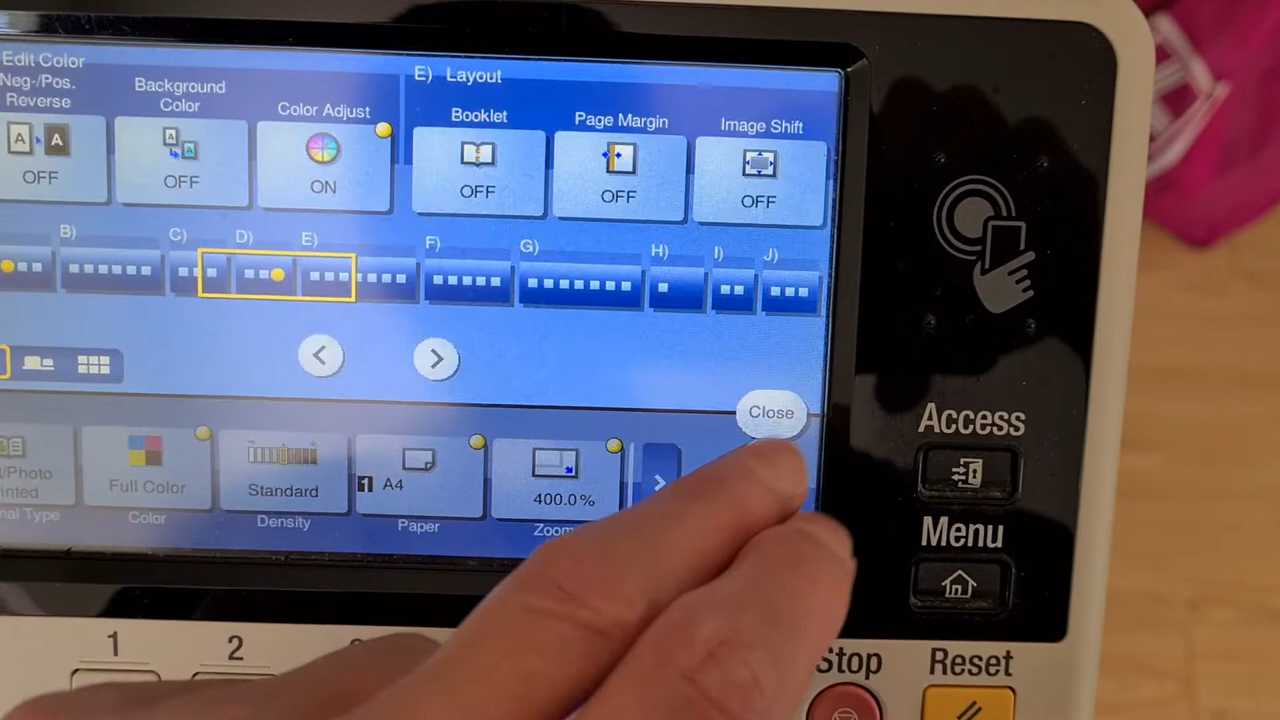 Edit Color
Neg-/Pos.
Reverse
A
A
OFF
Background
Color
OFF
Color Adjust
ON
E) Layout
Booklet
OFF
Page Margin
OFF
Image Shift
OFF
B)
C)
D)
E)
F)
G)
H)
I)
J)
Close
/Photo
Full Color
Color
Standard
Density
1 A4
Paper
400.0%
Zoom
Access
Menu
1
2
Stop
Reset